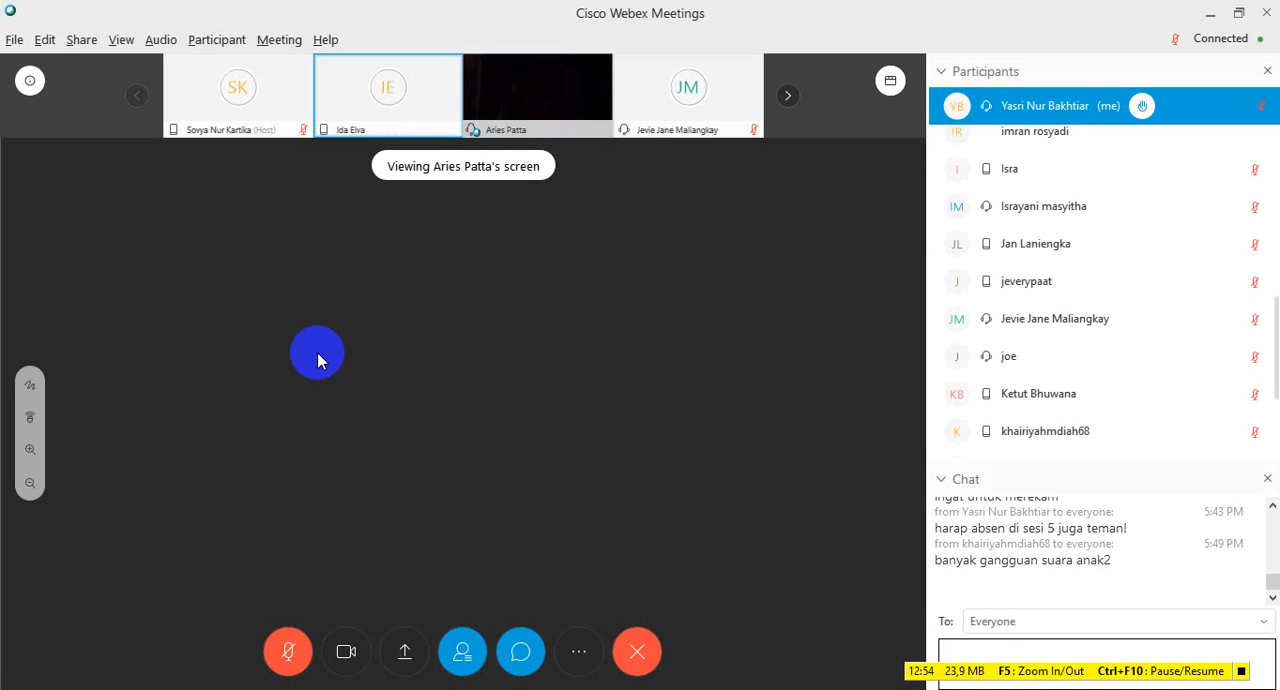 Cisco Webex Meetings
File Edit Share View Audio Participant Meeting Help
Connected
SK
Sovya Nur Kartika (Host)
IE
Ida Elva
Aries Patta
JM
Jevie Jane Maliangkay
Viewing Aries Patta's screen
Participants
YB Yasri Nur Bakhtiar (me)
IR imran rosyadi
I Isra
IM Israyani masyitha
JL Jan Laniengka
J jeverypaat
JM Jevie Jane Maliangkay
J joe
KB Ketut Bhuwana
K khairiyahmdiah68
Chat
ingat untuk merekam
from Yasri Nur Bakhtiar to everyone: 5:43 PM
harap absen di sesi 5 juga teman!
from khairiyahmdiah68 to everyone: 5:49 PM
banyak gangguan suara anak2
To: Everyone
12:54 23,9 MB F5: Zoom In/Out Ctrl+F10: Pause/Resume